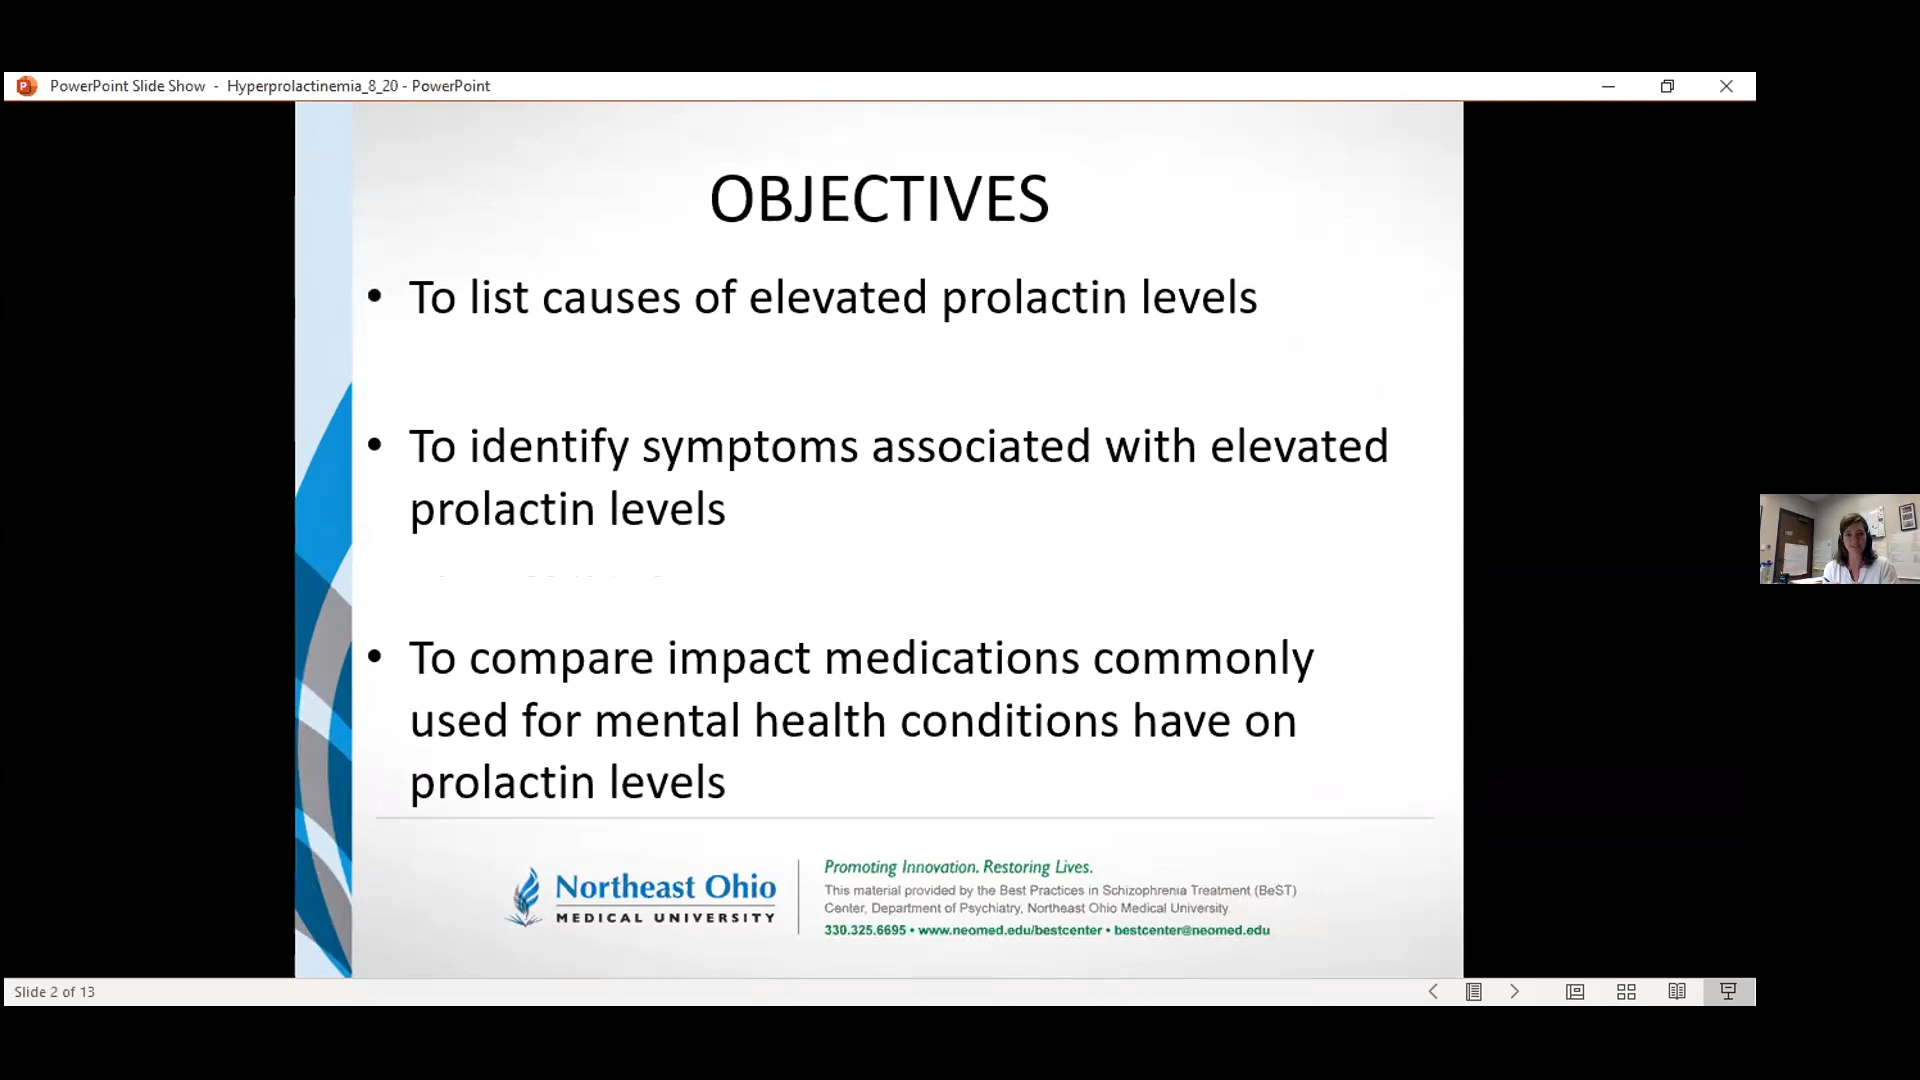 PowerPoint Slide Show - Hyperprolactinemia_8_20 - PowerPoint
OBJECTIVES
• To list causes of elevated prolactin levels
• To identify symptoms associated with elevated
prolactin levels
• To compare impact medications commonly
used for mental health conditions have on
prolactin levels
Northeast Ohio
MEDICAL UNIVERSITY
Promoting Innovation. Restoring Lives.
This material provided by the Best Practices in Schizophrenia Treatment (BeST)
Center, Department of Psychiatry, Northeast Ohio Medical University
330.325.6695 • www.neomed.edu/bestcenter • bestcenter@neomed.edu
Slide 2 of 13